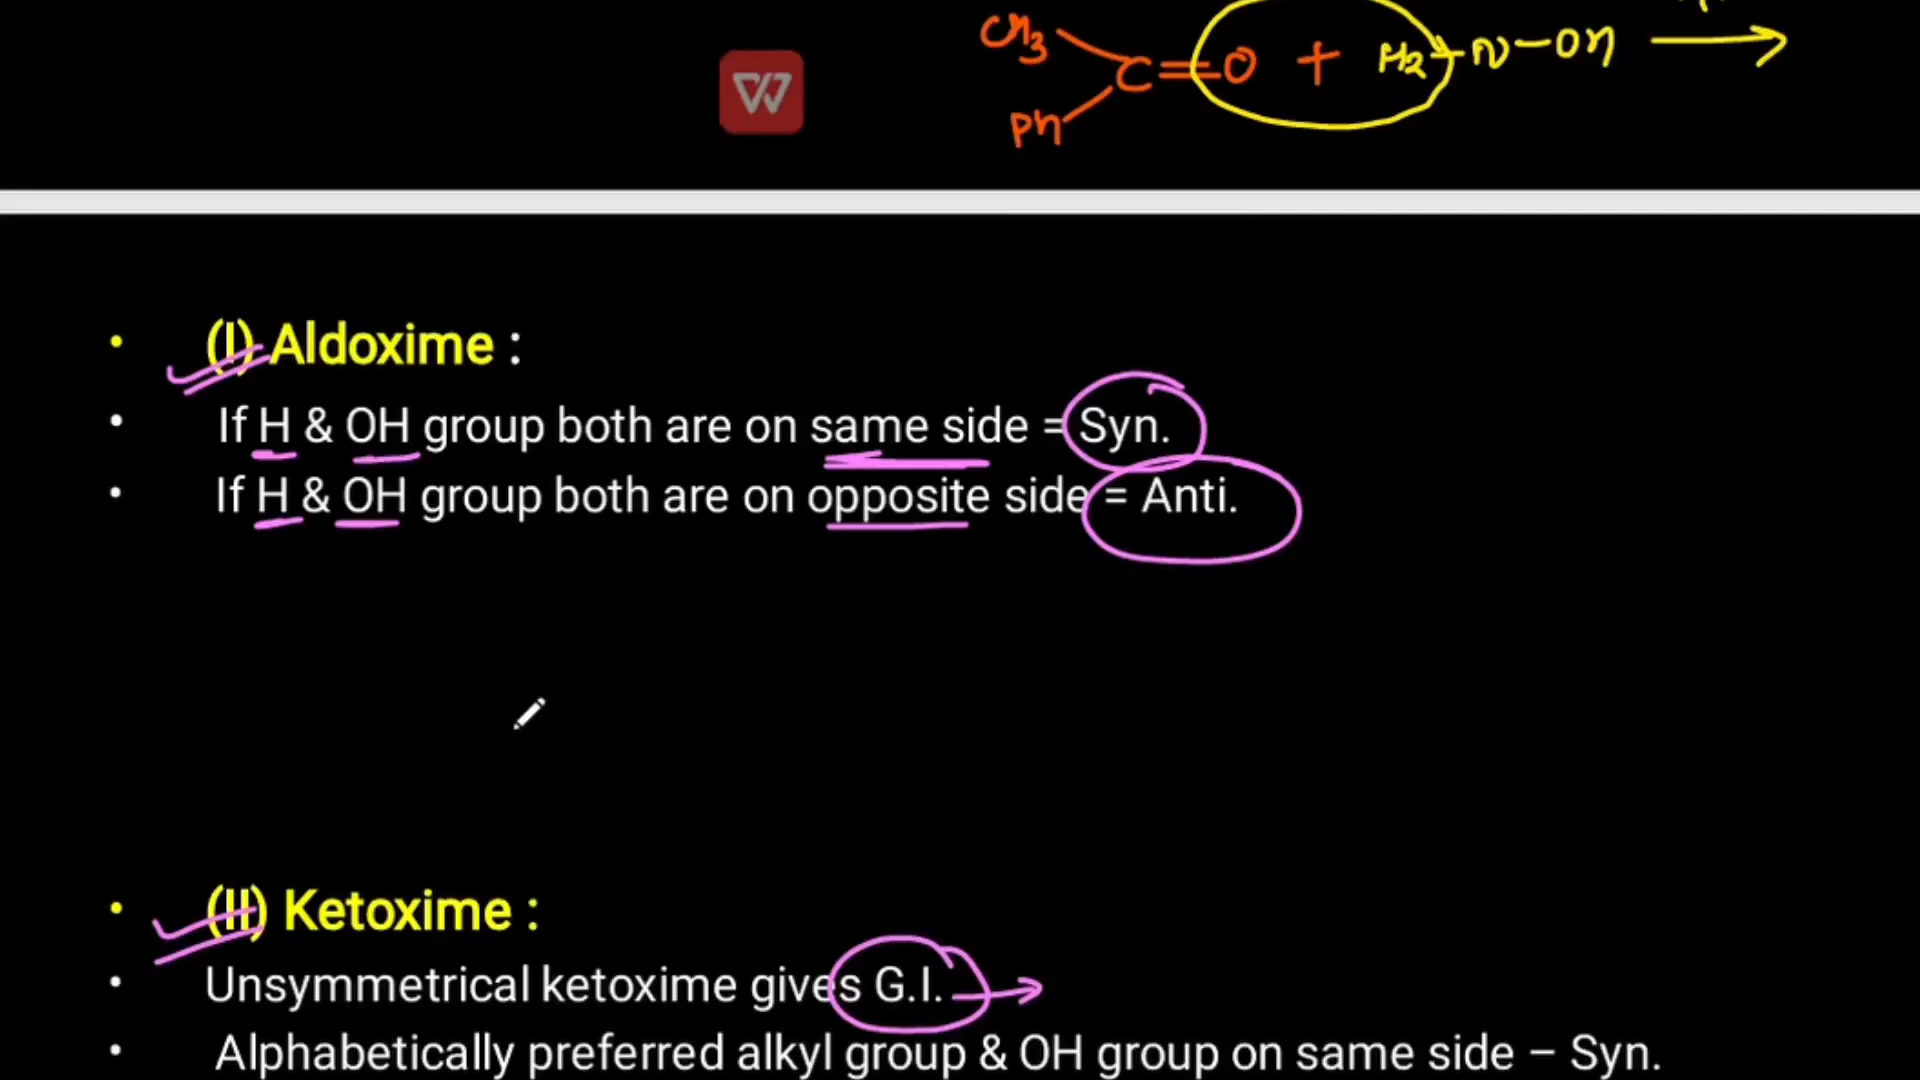 CH3
C=O + H2 N-OH
Ph
• (I) Aldoxime :
• If H & OH group both are on same side = Syn.
• If H & OH group both are on opposite side = Anti.
• (II) Ketoxime :
• Unsymmetrical ketoxime gives G.I.
• Alphabetically preferred alkyl group & OH group on same side – Syn.